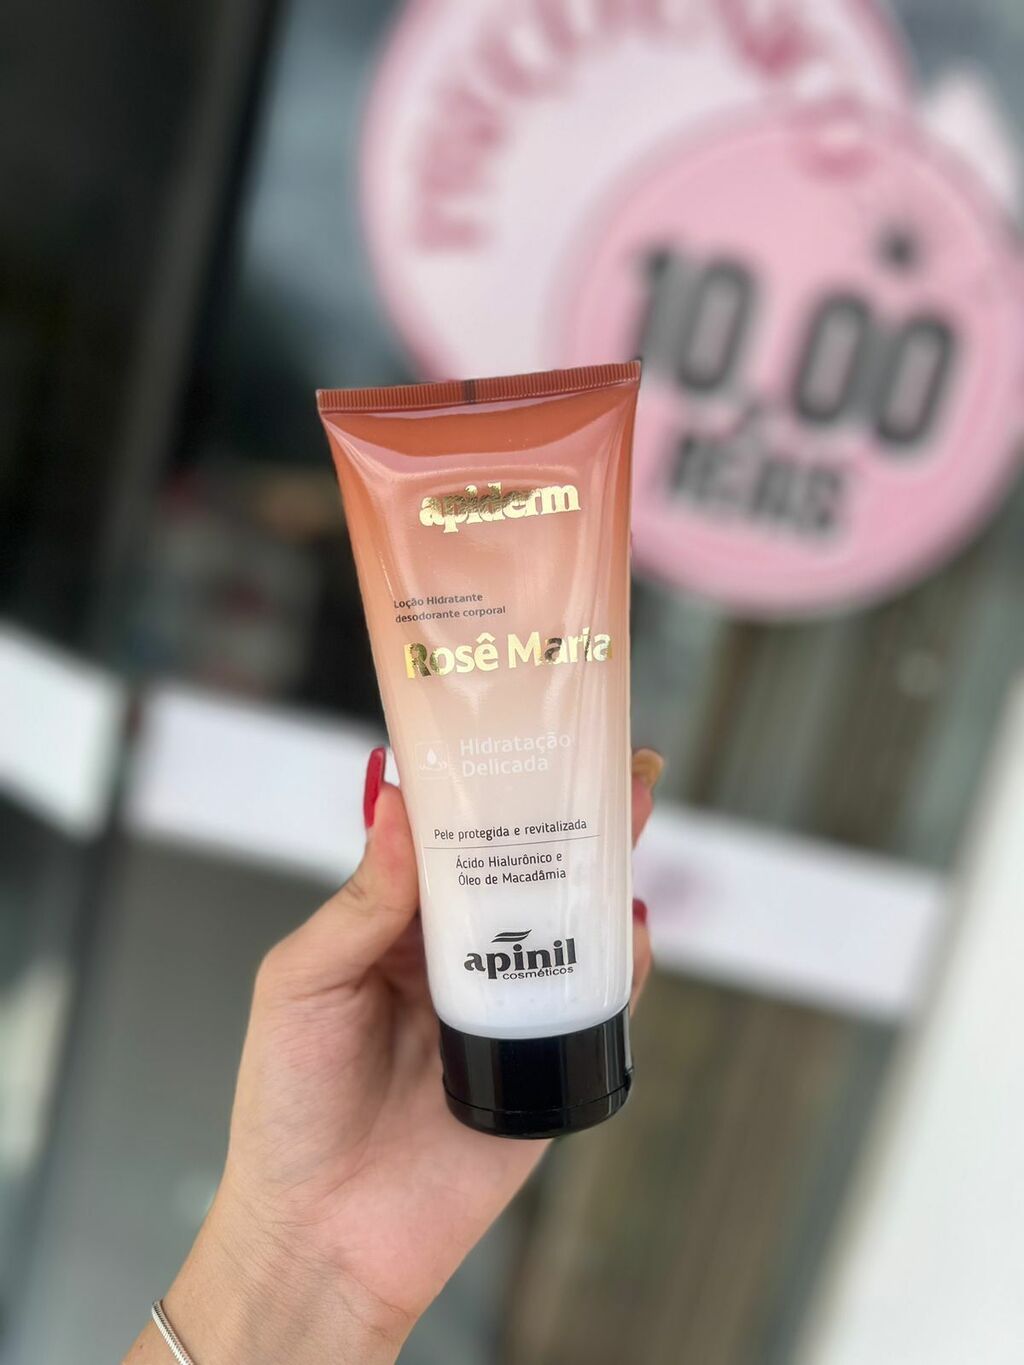 10,00
REAIS
apiderm
Loção Hidratante
desodorante corporal
Rosê Maria
Hidratação
Delicada
Pele protegida e revitalizada
Ácido Hialurônico e
Óleo de Macadâmia
apinil
cosméticos